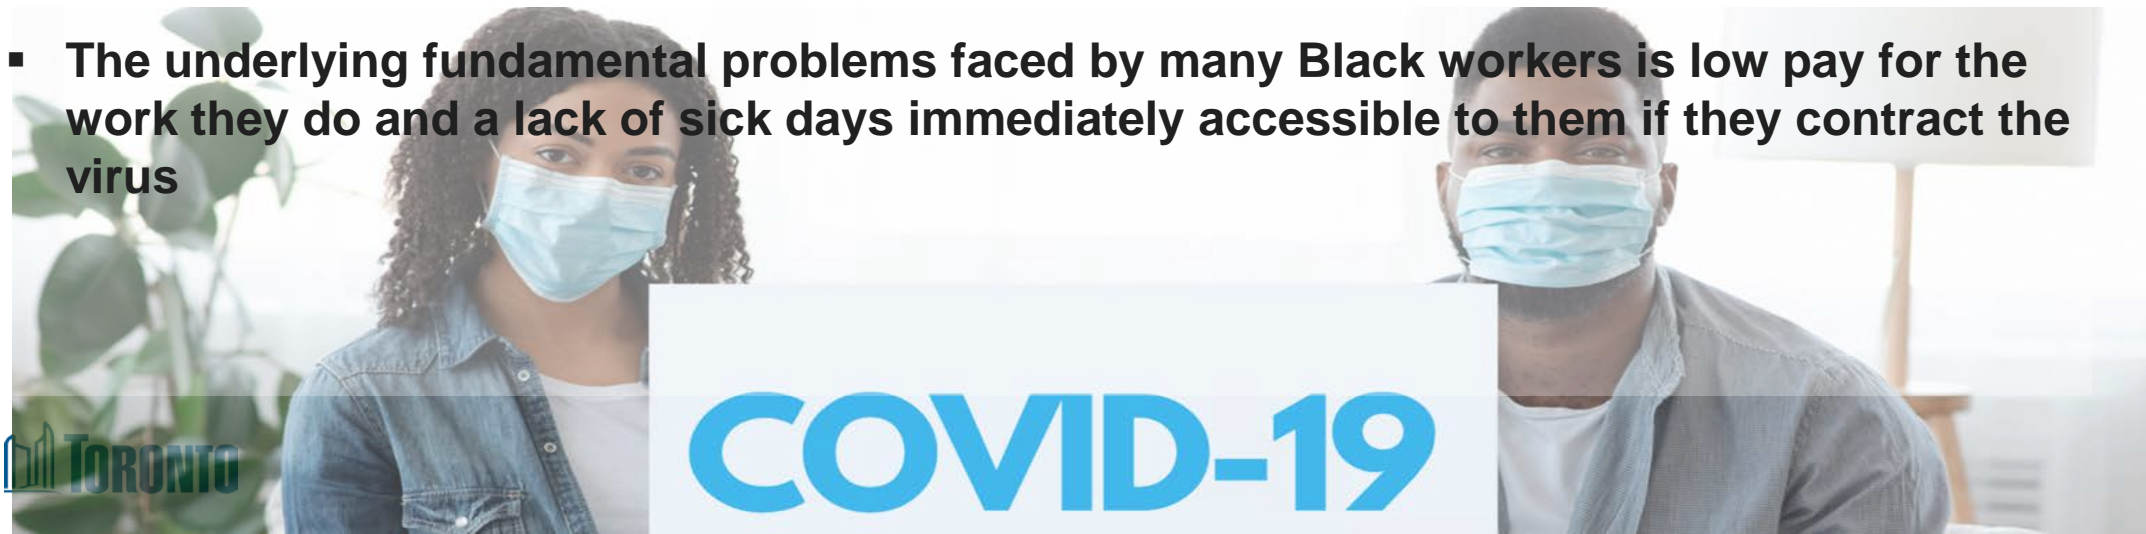 ▪ The underlying fundamental problems faced by many Black workers is low pay for the
work they do and a lack of sick days immediately accessible to them if they contract the
virus
COVID-19
TORONTO